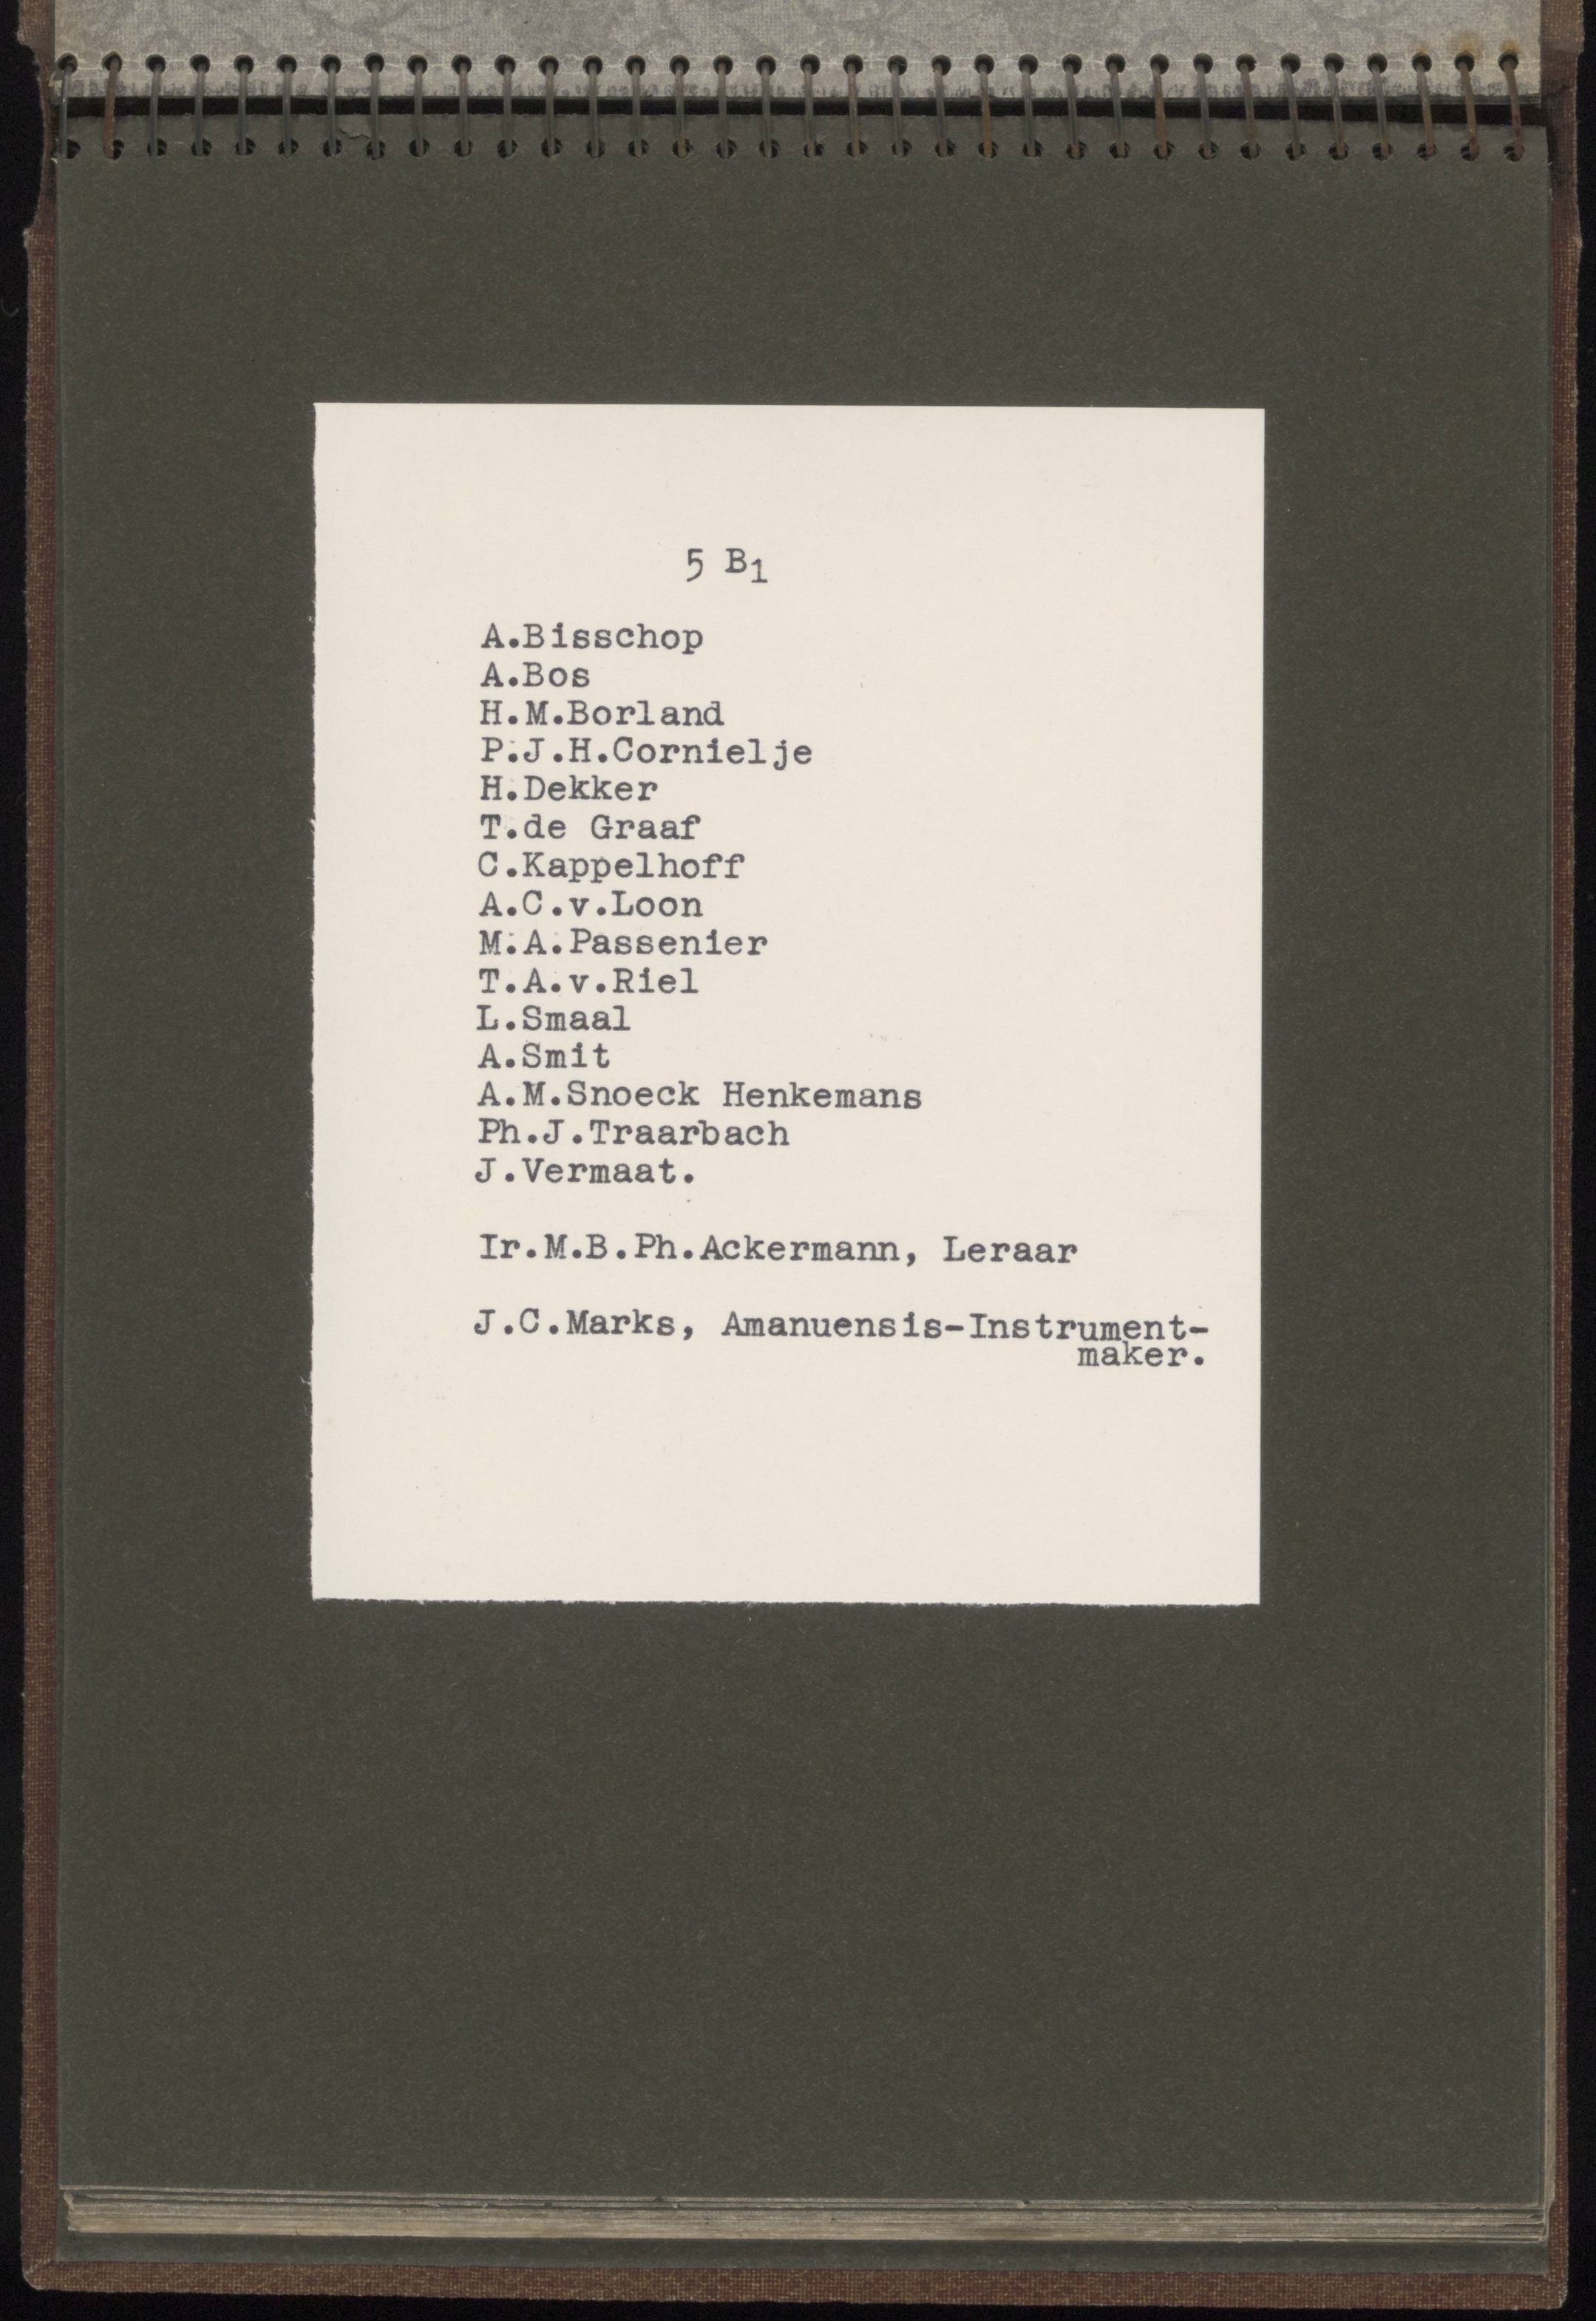 5 B1
A.Bisschop
A.Bos
H.M.Borland
P.J.H.Cornielje
H.Dekker
T.de Graaf
C.Kappelhoff
A.C.v.Loon
M.A.Passenier
T.A.v.Riel
L.Smaal
A.Smit
A.M.Snoeck Henkemans
Ph.J.Traarbach
J.Vermaat.
Ir.M.B.Ph.Ackermann, Leraar
J.C.Marks, Amanuensis-Instrument-
maker.